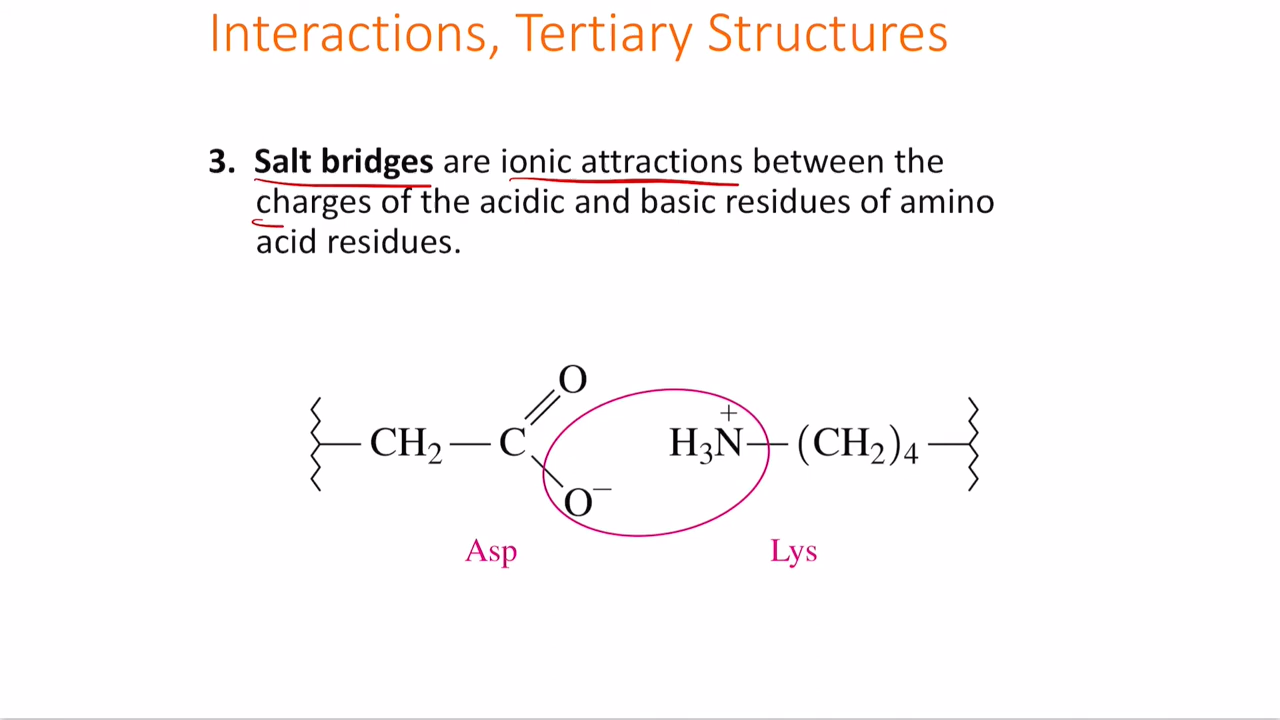 Interactions, Tertiary Structures
3. Salt bridges are ionic attractions between the
charges of the acidic and basic residues of amino
acid residues.
O
CH₂—C H₃N⁺—(CH₂)₄
O⁻
Asp Lys